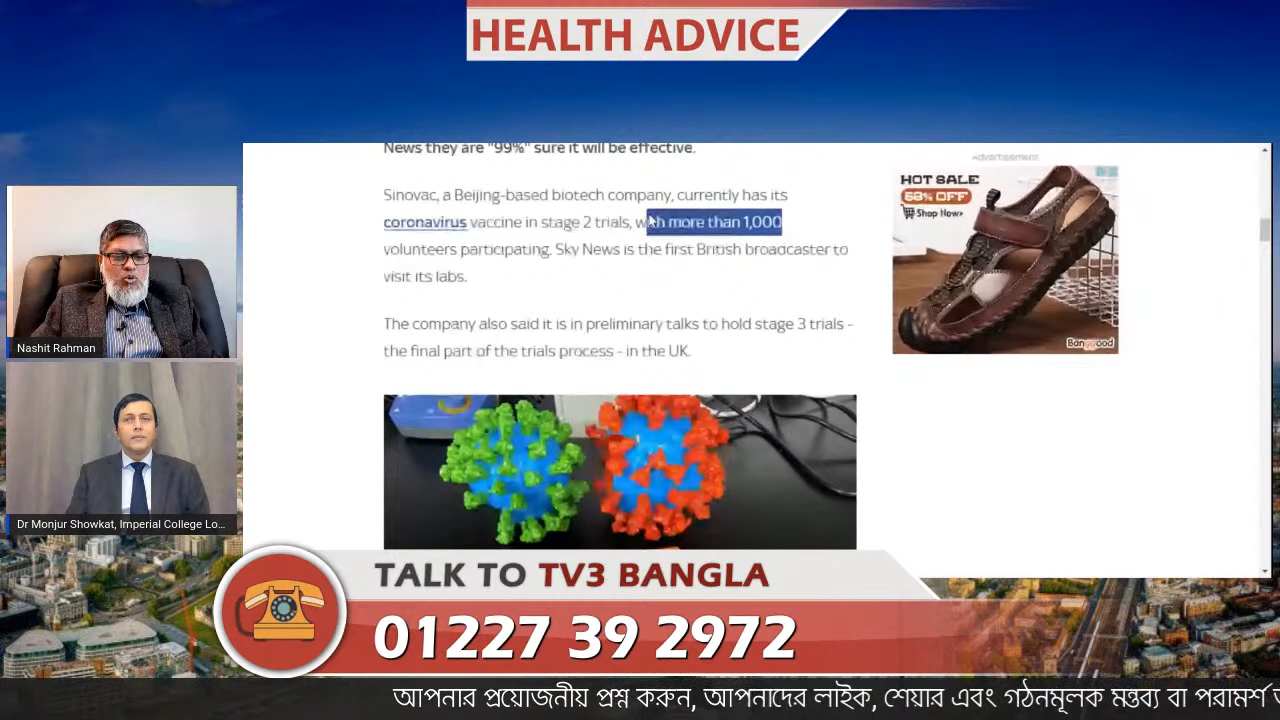 HEALTH ADVICE
News they are "99%" sure it will be effective.
Sinovac, a Beijing-based biotech company, currently has its
coronavirus vaccine in stage 2 trials, with more than 1,000
volunteers participating. Sky News is the first British broadcaster to
visit its labs.
The company also said it is in preliminary talks to hold stage 3 trials -
the final part of the trials process - in the UK.
Advertisement
HOT SALE
58% OFF
Shop Now>
Banggood
Nashit Rahman
Dr Monjur Showkat, Imperial College Lo...
TALK TO TV3 BANGLA
01227 39 2972
আপনার প্রয়োজনীয় প্রশ্ন করুন, আপনাদের লাইক, শেয়ার এবং গঠনমূলক মন্তব্য বা পরামর্শ